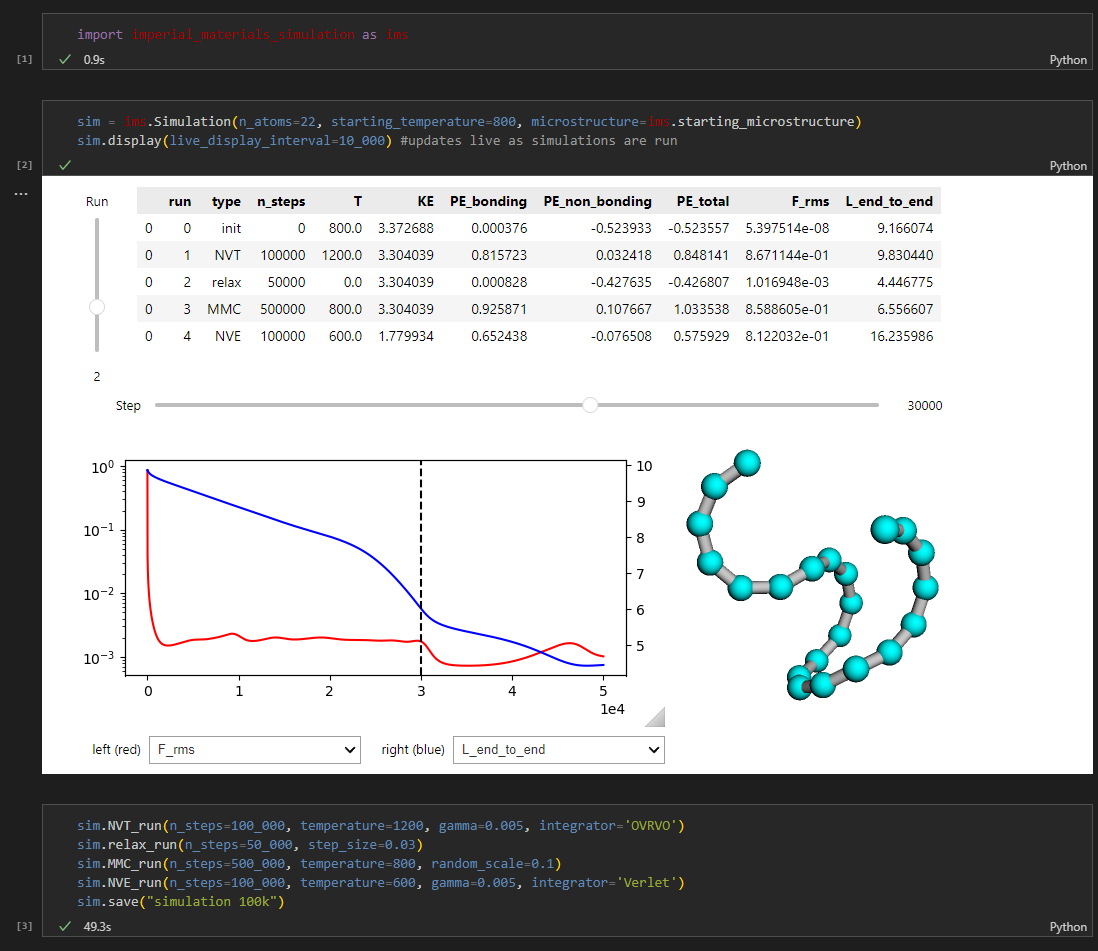 import imperial_materials_simulation as ims
[1] 0.9s Python
sim = ims.Simulation(n_atoms=22, starting_temperature=800, microstructure=ims.starting_microstructure)
sim.display(live_display_interval=10_000) #updates live as simulations are run
[2] Python
...
Run
run type n_steps T KE PE_bonding PE_non_bonding PE_total F_rms L_end_to_end
0 0 init 0 800.0 3.372688 0.000376 -0.523933 -0.523557 5.397514e-08 9.166074
0 1 NVT 100000 1200.0 3.304039 0.815723 0.032418 0.848141 8.671144e-01 9.830440
0 2 relax 50000 0.0 3.304039 0.000828 -0.427635 -0.426807 1.016948e-03 4.446775
0 3 MMC 500000 800.0 3.304039 0.925871 0.107667 1.033538 8.588605e-01 6.556607
0 4 NVE 100000 600.0 1.779934 0.652438 -0.076508 0.575929 8.122032e-01 16.235986
2
Step 30000
10⁰ 10
9
10⁻¹ 8
7
10⁻² 6
5
10⁻³
0 1 2 3 4 5
1e4
left (red) F_rms right (blue) L_end_to_end
sim.NVT_run(n_steps=100_000, temperature=1200, gamma=0.005, integrator='OVRVO')
sim.relax_run(n_steps=50_000, step_size=0.03)
sim.MMC_run(n_steps=500_000, temperature=800, random_scale=0.1)
sim.NVE_run(n_steps=100_000, temperature=600, gamma=0.005, integrator='Verlet')
sim.save("simulation 100k")
[3] 49.3s Python